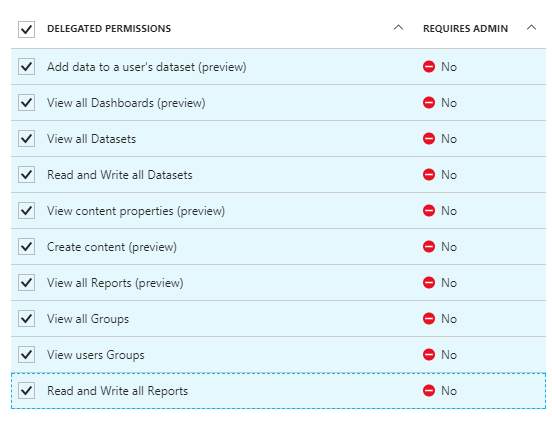 DELEGATED PERMISSIONS REQUIRES ADMIN
Add data to a user's dataset (preview) No
View all Dashboards (preview) No
View all Datasets No
Read and Write all Datasets No
View content properties (preview) No
Create content (preview) No
View all Reports (preview) No
View all Groups No
View users Groups No
Read and Write all Reports No